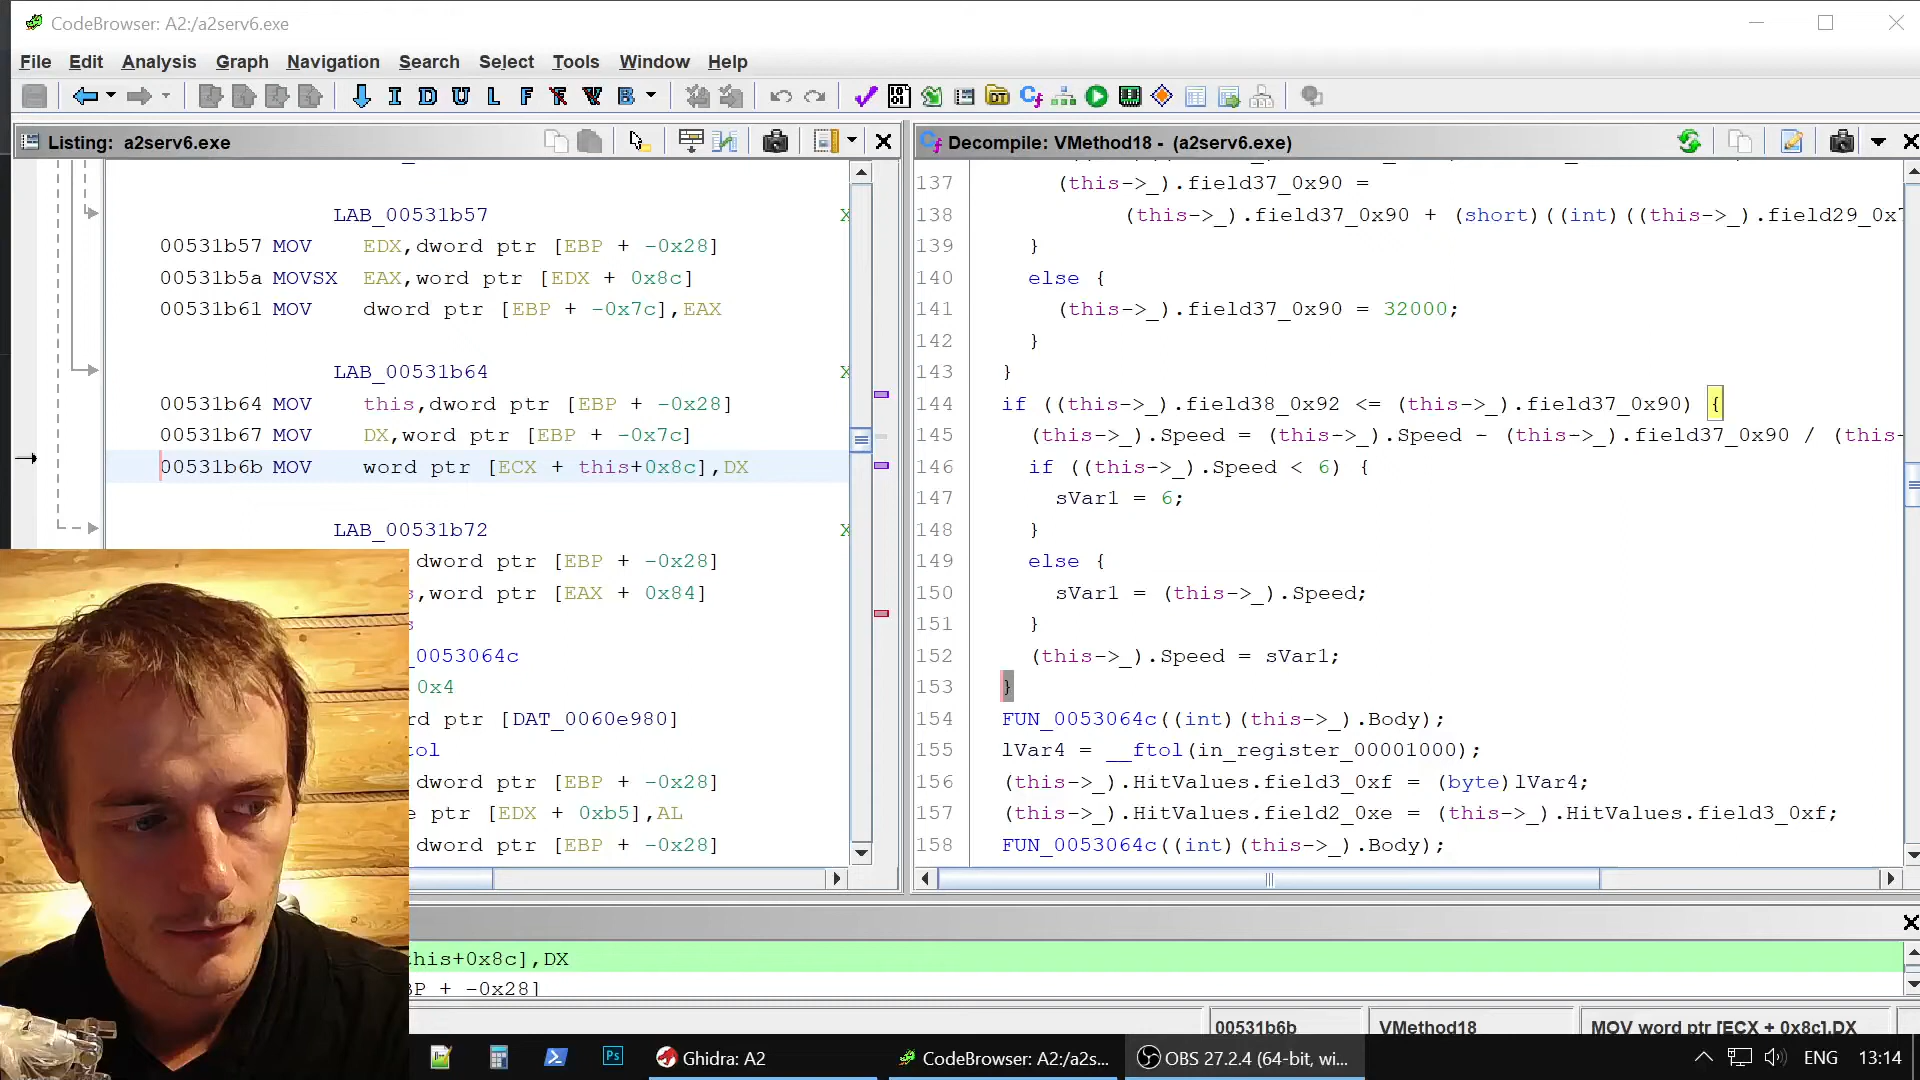 CodeBrowser: A2:/a2serv6.exe
File Edit Analysis Graph Navigation Search Select Tools Window Help
I D U L F V B
Listing: a2serv6.exe
LAB_00531b57 X
00531b57 MOV EDX,dword ptr [EBP + -0x28]
00531b5a MOVSX EAX,word ptr [EDX + 0x8c]
00531b61 MOV dword ptr [EBP + -0x7c],EAX
LAB_00531b64 X
00531b64 MOV this,dword ptr [EBP + -0x28]
00531b67 MOV DX,word ptr [EBP + -0x7c]
00531b6b MOV word ptr [ECX + this+0x8c],DX
LAB_00531b72 X
dword ptr [EBP + -0x28]
,word ptr [EAX + 0x84]
s
_0053064c
0x4
rd ptr [DAT_0060e980]
tol
dword ptr [EBP + -0x28]
e ptr [EDX + 0xb5],AL
dword ptr [EBP + -0x28]
Decompile: VMethod18 - (a2serv6.exe)
137 (this->_).field37_0x90 =
138 (this->_).field37_0x90 + (short)((int)((this->_).field29_0x7
139 }
140 else {
141 (this->_).field37_0x90 = 32000;
142 }
143 }
144 if ((this->_).field38_0x92 <= (this->_).field37_0x90) {
145 (this->_).Speed = (this->_).Speed - (this->_).field37_0x90 / (this-
146 if ((this->_).Speed < 6) {
147 sVar1 = 6;
148 }
149 else {
150 sVar1 = (this->_).Speed;
151 }
152 (this->_).Speed = sVar1;
153 }
154 FUN_0053064c((int)(this->_).Body);
155 lVar4 = __ftol(in_register_00001000);
156 (this->_).HitValues.field3_0xf = (byte)lVar4;
157 (this->_).HitValues.field2_0xe = (this->_).HitValues.field3_0xf;
158 FUN_0053064c((int)(this->_).Body);
this+0x8c],DX
BP + -0x28]
00531b6b VMethod18 MOV word ptr [ECX + 0x8c],DX
Ps Ghidra: A2 CodeBrowser: A2:/a2s... OBS 27.2.4 (64-bit, wi... ENG 13:14